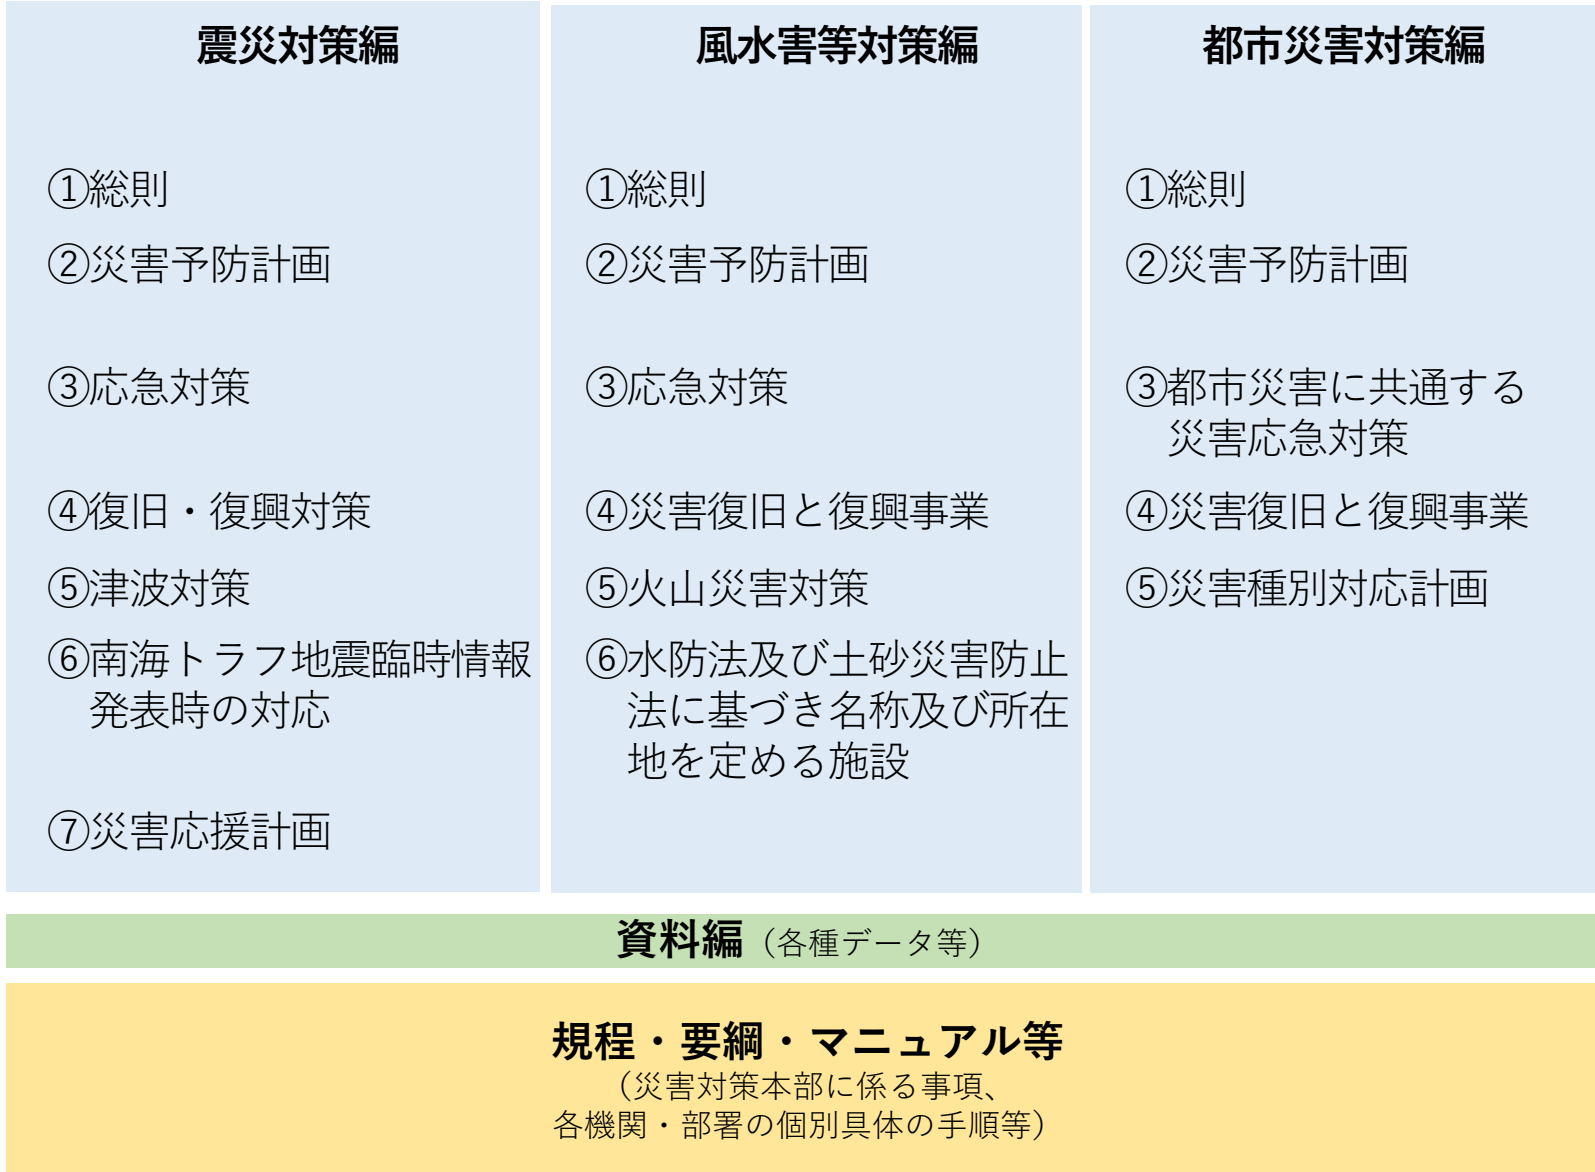 震災対策編
①総則
②災害予防計画
③応急対策
④復旧・復興対策
⑤津波対策
⑥南海トラフ地震臨時情報
発表時の対応
⑦災害応援計画
風水害等対策編
①総則
②災害予防計画
③応急対策
④災害復旧と復興事業
⑤火山災害対策
⑥水防法及び土砂災害防止
法に基づき名称及び所在
地を定める施設
都市災害対策編
①総則
②災害予防計画
③都市災害に共通する
災害応急対策
④災害復旧と復興事業
⑤災害種別対応計画
資料編（各種データ等）
規程・要綱・マニュアル等
（災害対策本部に係る事項、
各機関・部署の個別具体の手順等）